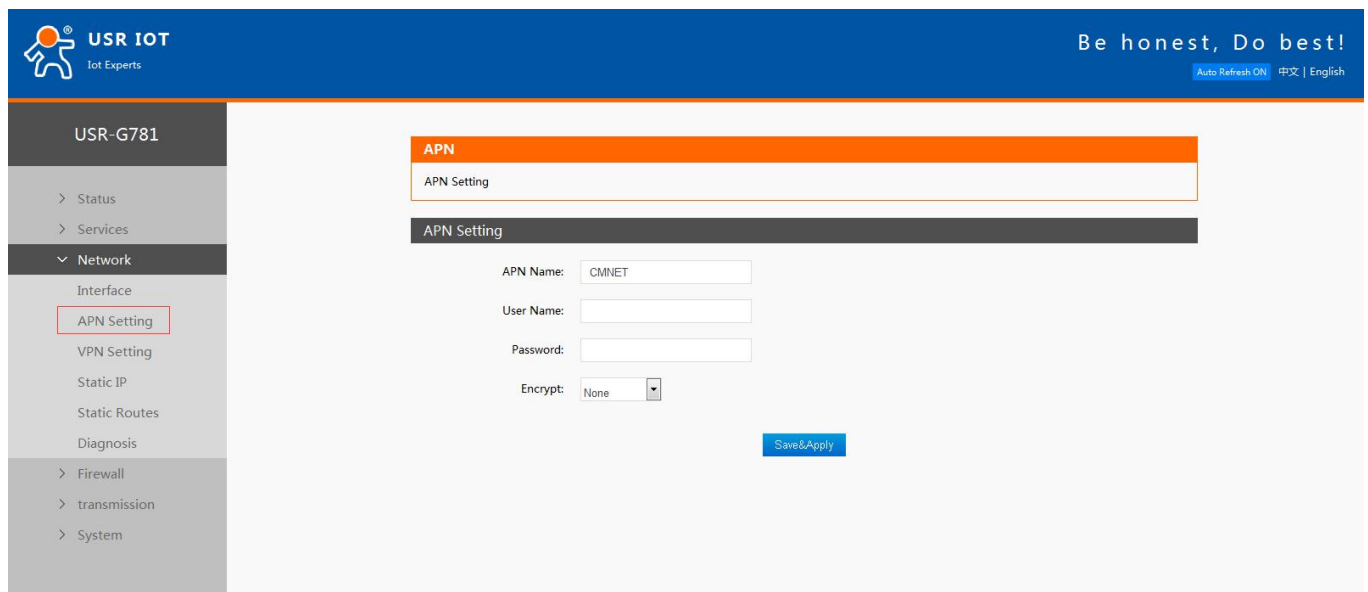 USR IOT
Iot Experts
®
Be honest, Do best!
Auto Refresh ON 中文 | English
USR-G781
Status
Services
Network
Interface
APN Setting
VPN Setting
Static IP
Static Routes
Diagnosis
Firewall
transmission
System
APN
APN Setting
APN Setting
APN Name: CMNET
User Name:
Password:
Encrypt: None
Save&Apply